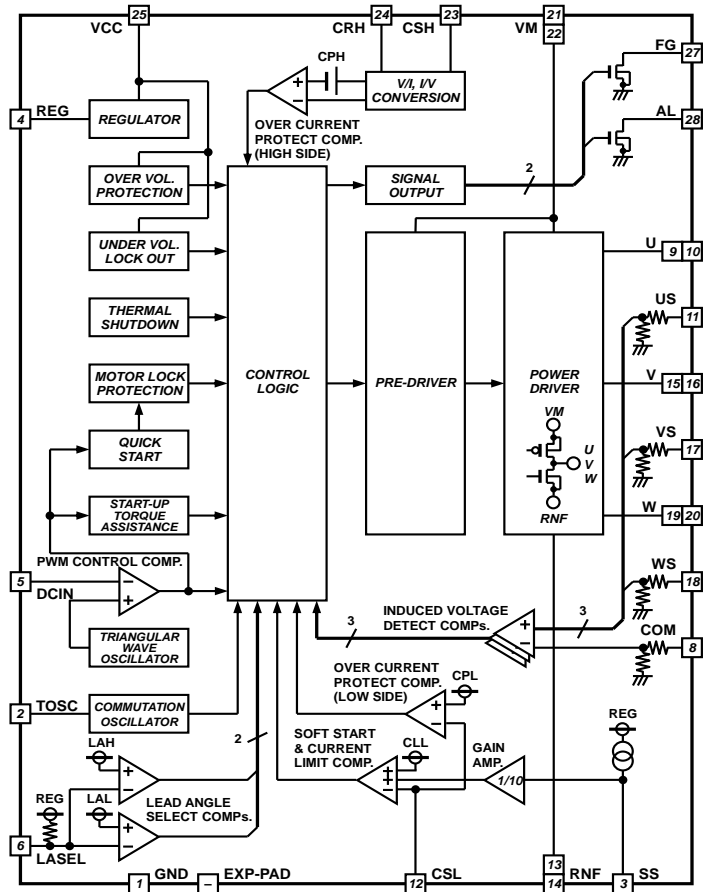 25
24
23
21
VCC
CRH
CSH
VM
22
FG
27
CPH
+
−
V/I, I/V
CONVERSION
4
REG
REGULATOR
AL
28
OVER CURRENT
PROTECT COMP.
(HIGH SIDE)
OVER VOL.
PROTECTION
SIGNAL
OUTPUT
2
UNDER VOL.
LOCK OUT
U
9
10
US
11
THERMAL
SHUTDOWN
MOTOR LOCK
PROTECTION
CONTROL
LOGIC
PRE-DRIVER
POWER
DRIVER
V
15
16
VM
U
V
W
RNF
QUICK
START
VS
17
START-UP
TORQUE
ASSISTANCE
W
19
20
PWM CONTROL COMP.
5
DCIN
−
+
WS
18
INDUCED VOLTAGE
DETECT COMPs.
3
3
+
−
COM
8
TRIANGULAR
WAVE
OSCILLATOR
OVER CURRENT
PROTECT COMP.
(LOW SIDE)
CPL
+
−
2
TOSC
COMMUTATION
OSCILLATOR
REG
2
SOFT START
& CURRENT
LIMIT COMP.
CLL
+
+
−
GAIN
AMP.
1/10
LAH
+
−
REG
LAL
+
−
LEAD ANGLE
SELECT COMPs.
6
LASEL
13
1
GND
–
EXP-PAD
12
CSL
14
RNF
3
SS